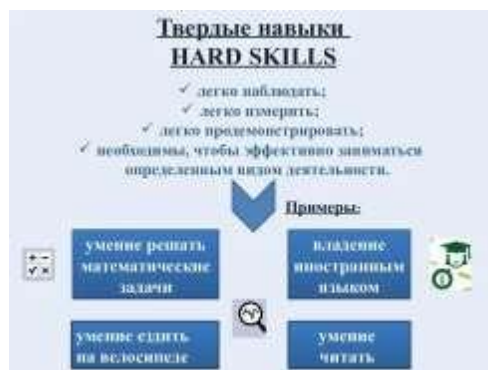 Твердые навыки
HARD SKILLS
✓ легко наблюдать;
✓ легко измерить;
✓ легко продемонстрировать;
✓ необходимы, чтобы эффективно заниматься
определенным видом деятельности.
Примеры:
умение решать
математические
задачи
владение
иностранным
языком
умение ездить
на велосипеде
умение
читать